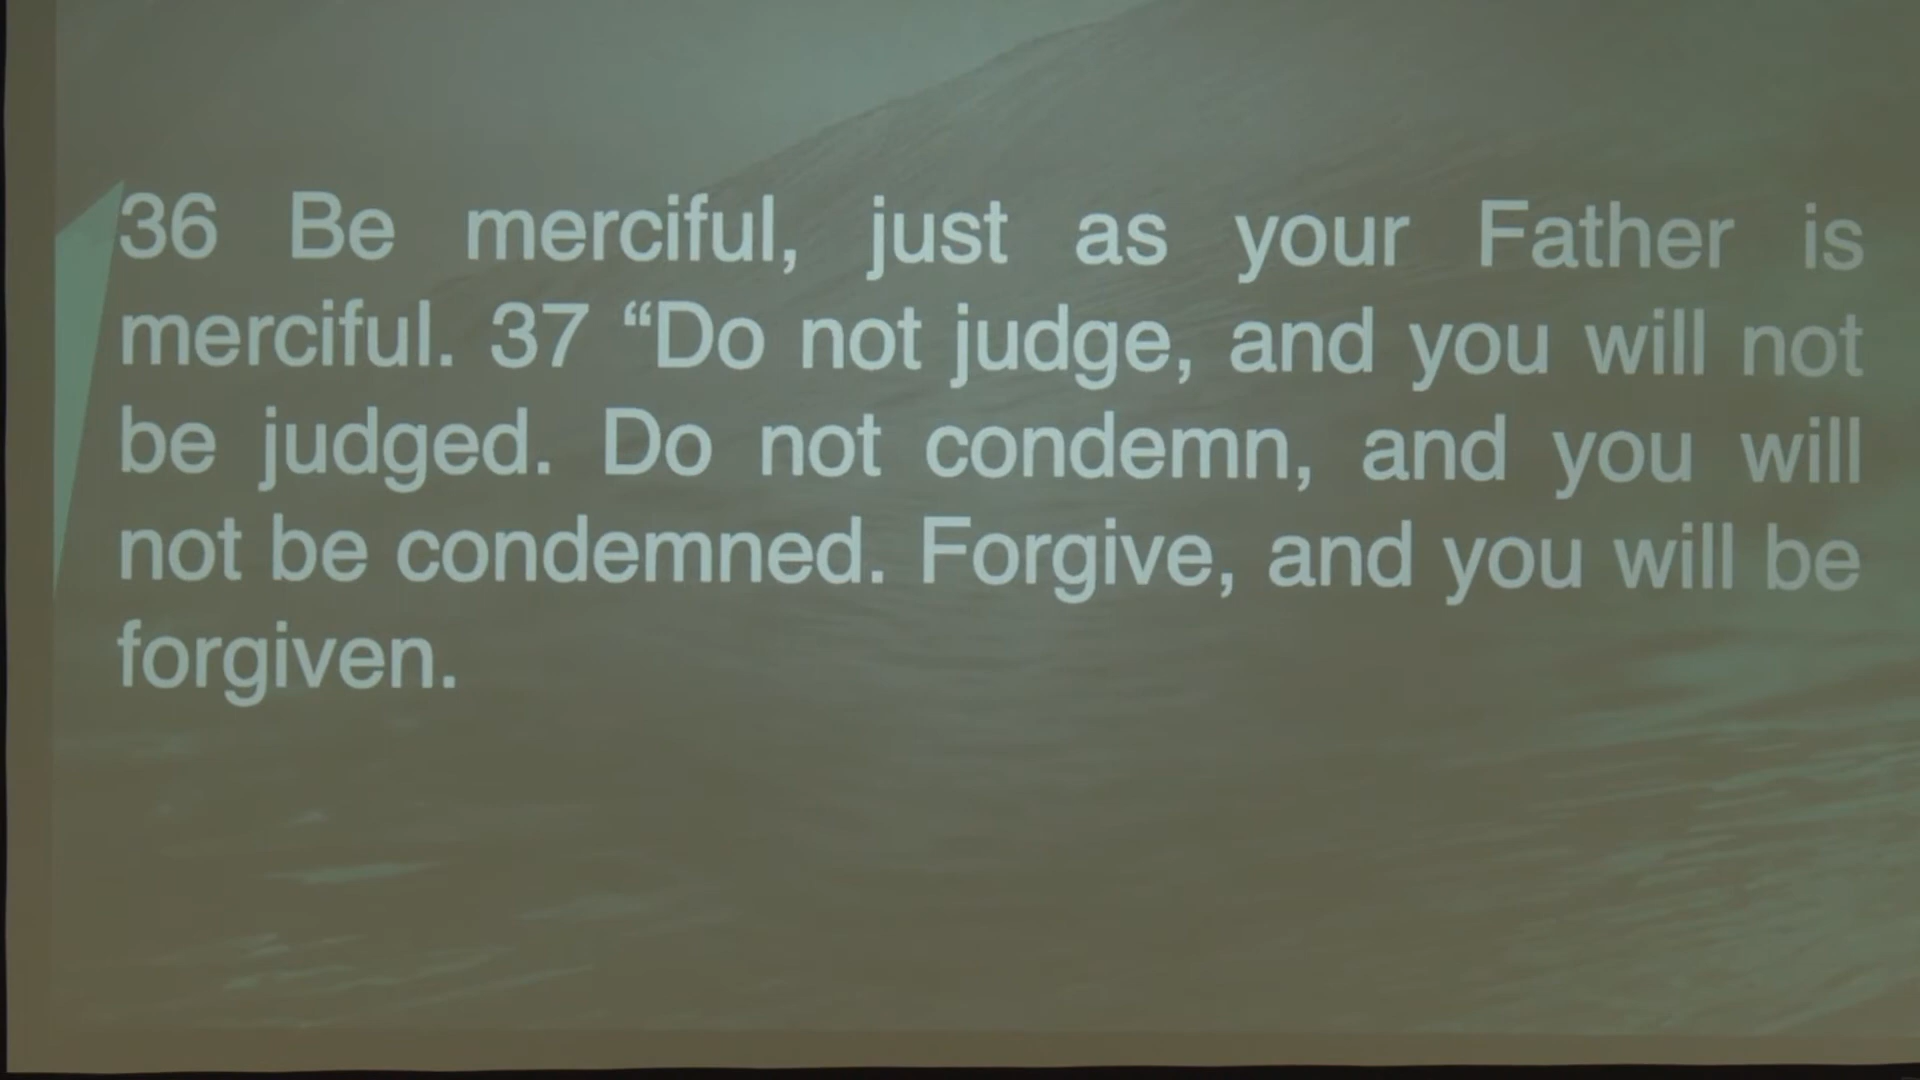 36 Be merciful, just as your Father is
merciful. 37 “Do not judge, and you will not
be judged. Do not condemn, and you will
not be condemned. Forgive, and you will be
forgiven.